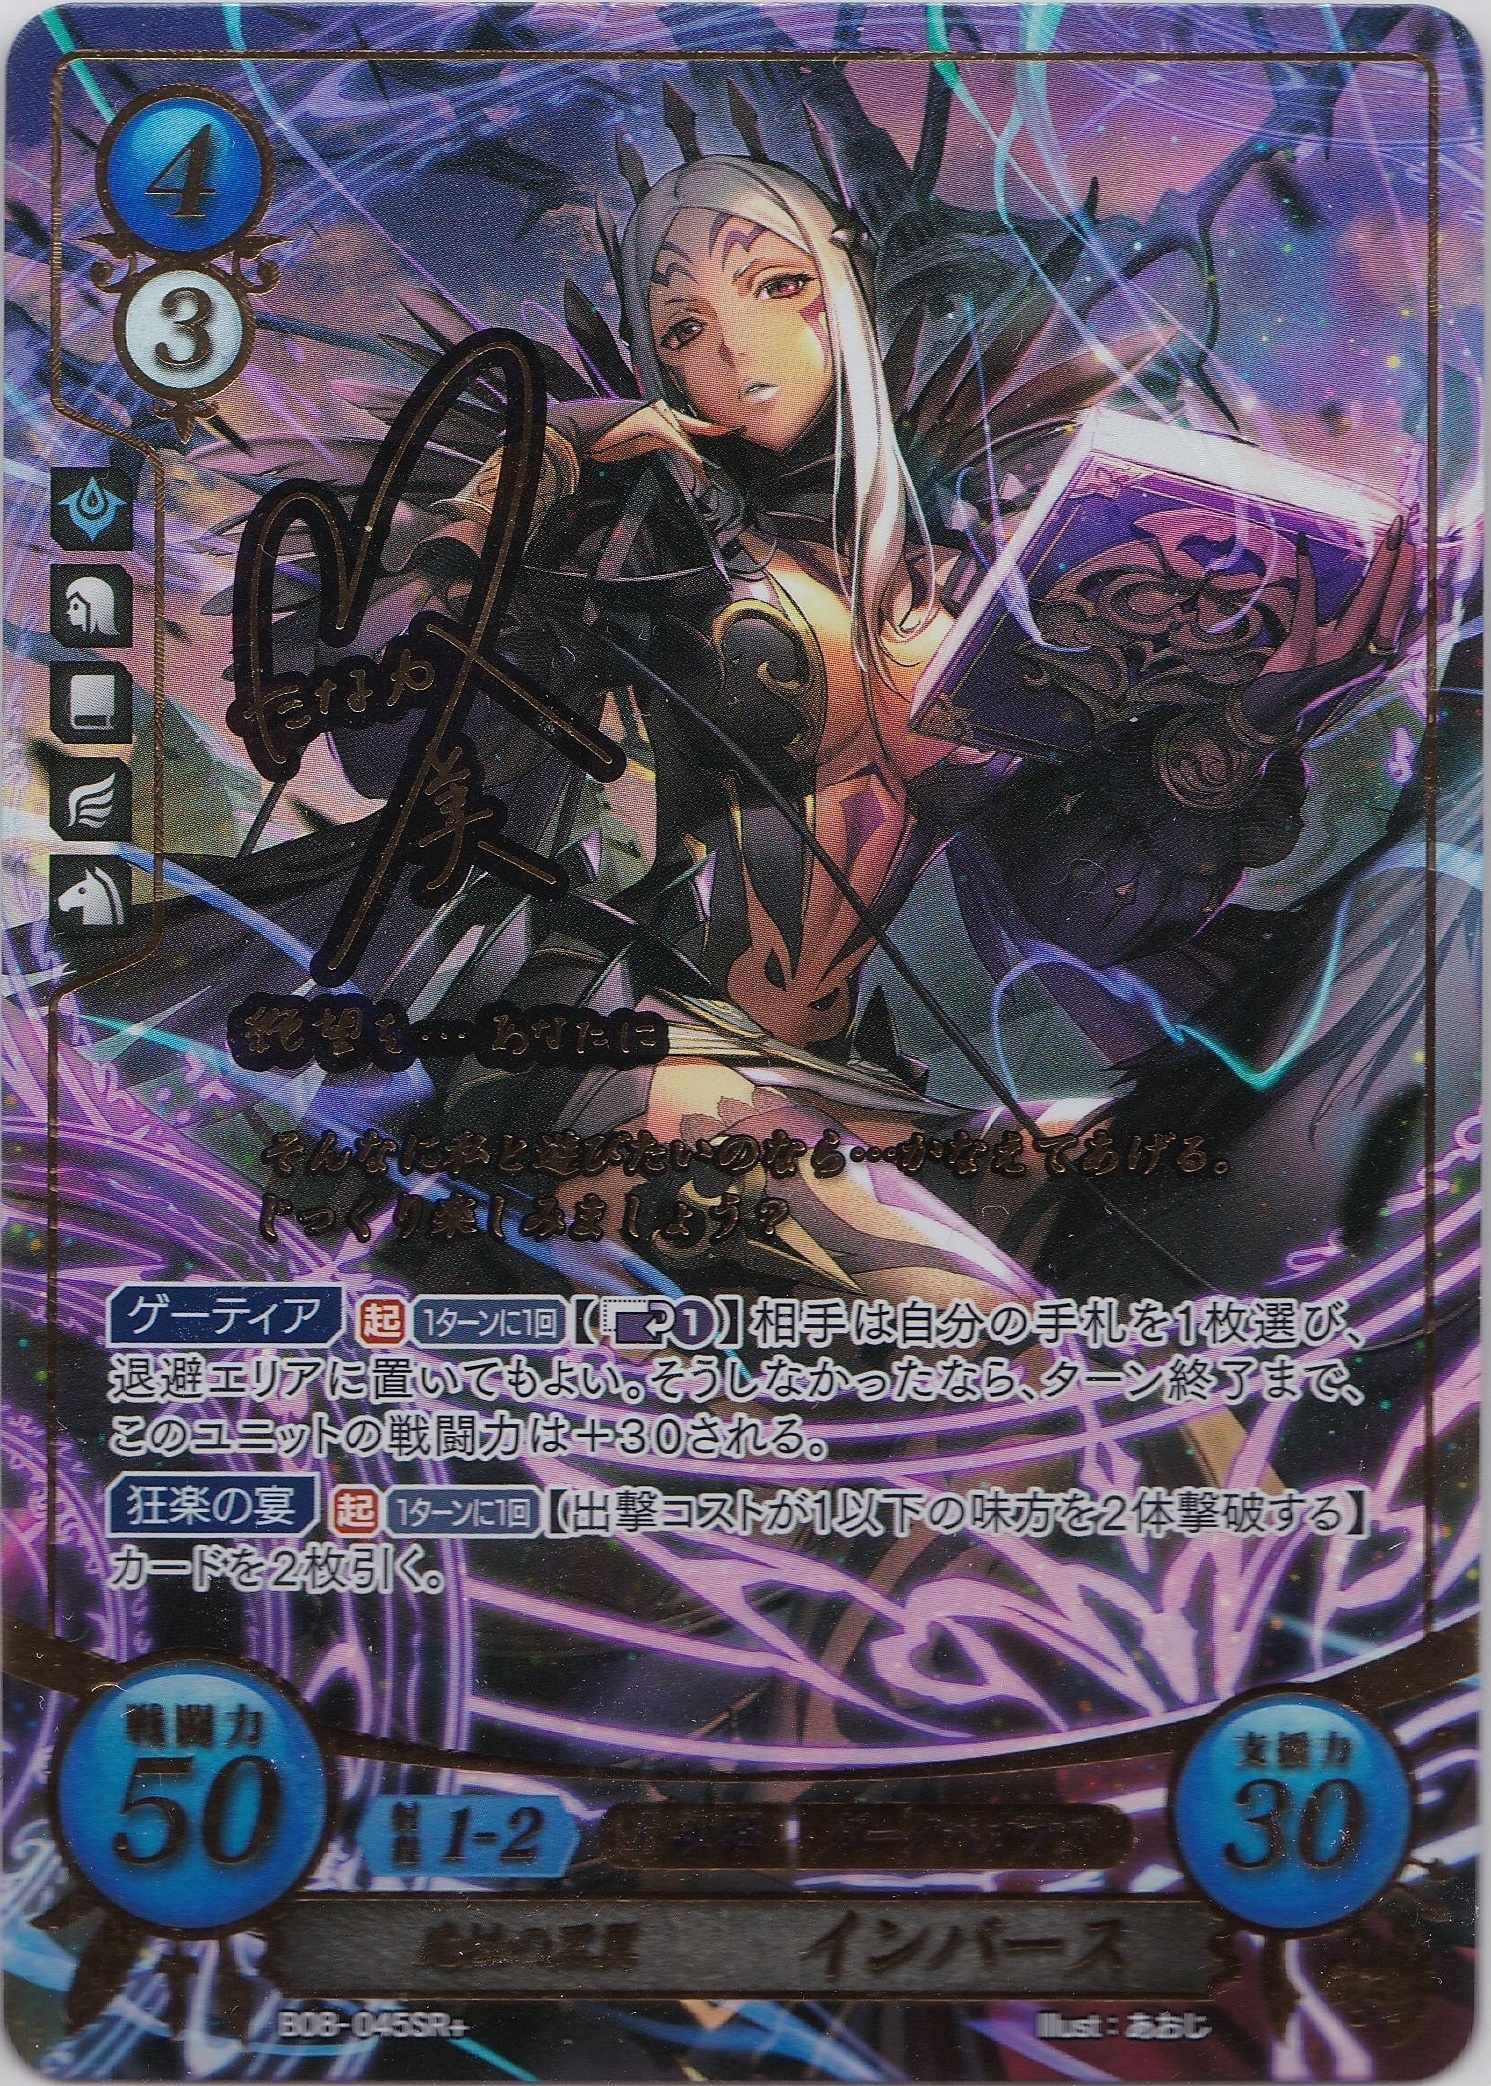 4
3
たなか
美
絶望を…あなたに
そんなに私と遊びたいのなら…かなえてあげる。
じっくり楽しみましょう？
ゲーティア 起 1ターンに1回【1】相手は自分の手札を1枚選び、
退避エリアに置いてもよい。そうしなかったなら、ターン終了まで、
このユニットの戦闘力は＋30される。
狂楽の宴 起 1ターンに1回【出撃コストが1以下の味方を2体撃破する】
カードを2枚引く。
戦闘力
50
射程 1-2
支援力
30
インバース
B08-045SR+
Illust：あおじ